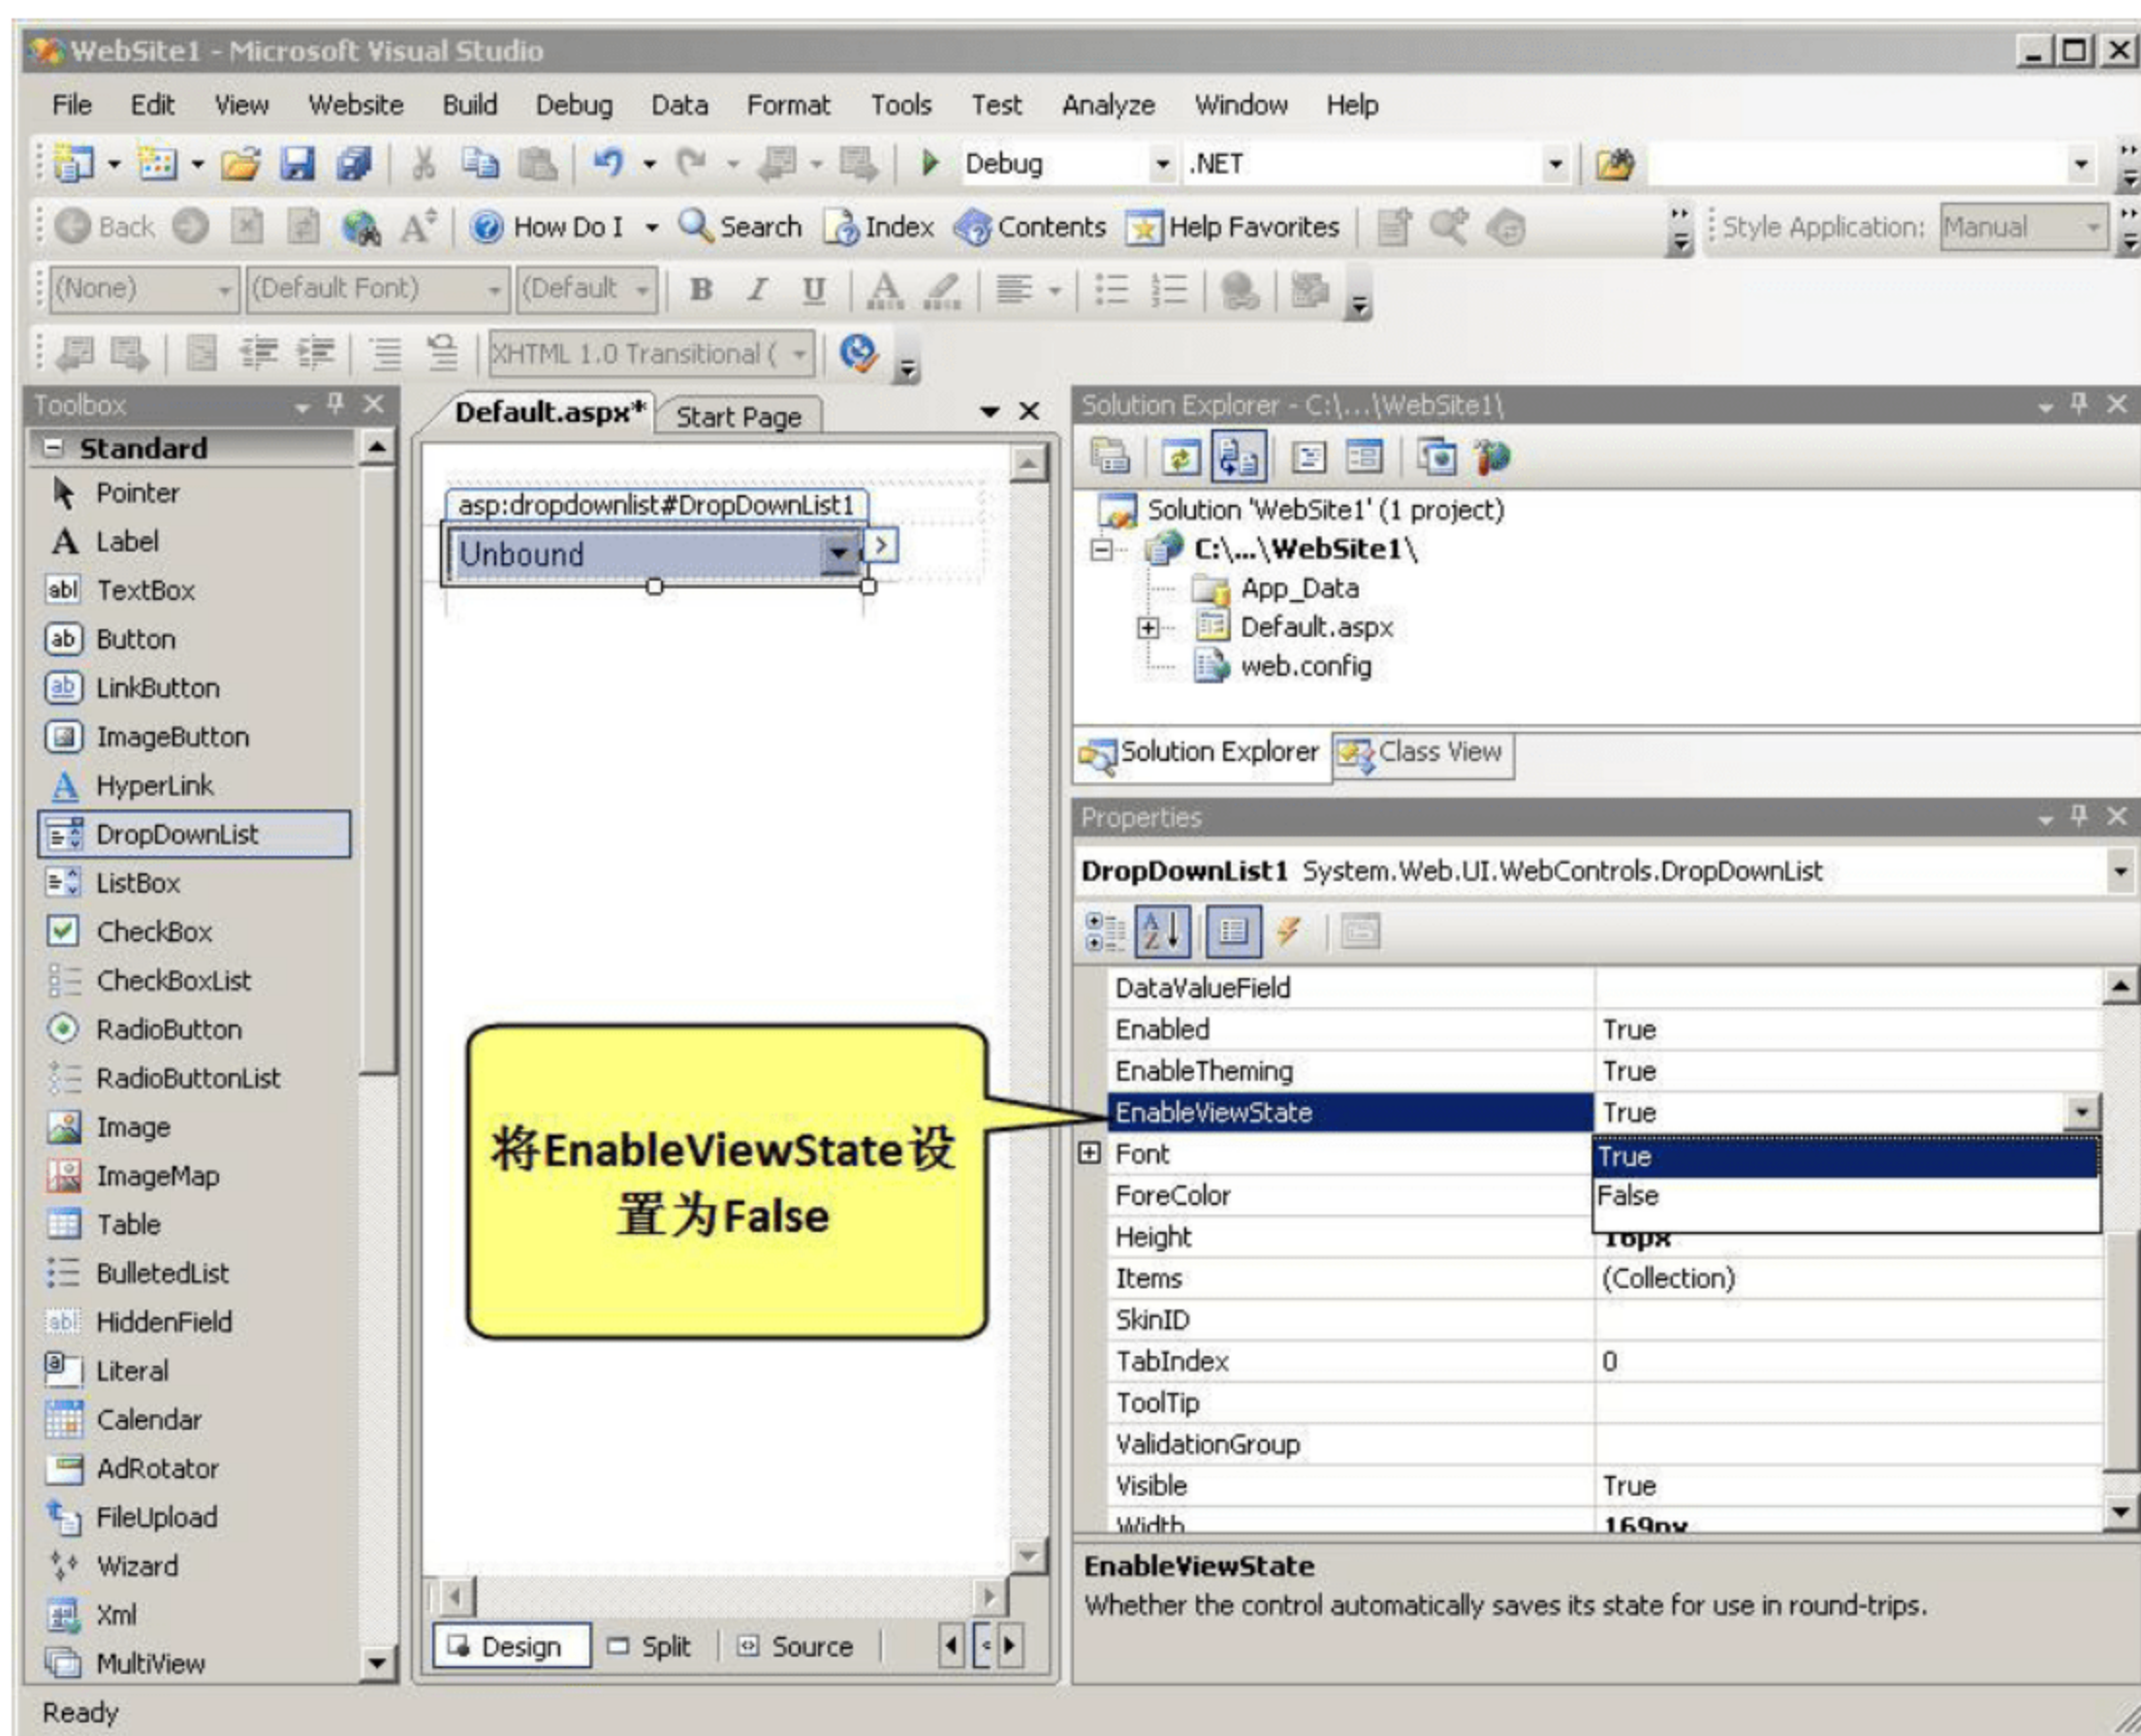 WebSite1 - Microsoft Visual Studio
File Edit View Website Build Debug Data Format Tools Test Analyze Window Help
Debug .NET
Back How Do I Search Index Contents Help Favorites Style Application: Manual
(None) (Default Font) (Default B I U
XHTML 1.0 Transitional (
Toolbox
Standard
Pointer
Label
TextBox
Button
LinkButton
ImageButton
HyperLink
DropDownList
ListBox
CheckBox
CheckBoxList
RadioButton
RadioButtonList
Image
ImageMap
Table
BulletedList
HiddenField
Literal
Calendar
AdRotator
FileUpload
Wizard
Xml
MultiView
Default.aspx* Start Page
asp:dropdownlist#DropDownList1
Unbound
将EnableViewState设
置为False
Design Split Source
Solution Explorer - C:\...\WebSite1\
Solution 'WebSite1' (1 project)
C:\...\WebSite1\
App_Data
Default.aspx
web.config
Solution Explorer Class View
Properties
DropDownList1 System.Web.UI.WebControls.DropDownList
DataValueField
Enabled True
EnableTheming True
EnableViewState True
Font True
ForeColor False
Height 16px
Items (Collection)
SkinID
TabIndex 0
ToolTip
ValidationGroup
Visible True
Width 169px
EnableViewState
Whether the control automatically saves its state for use in round-trips.
Ready